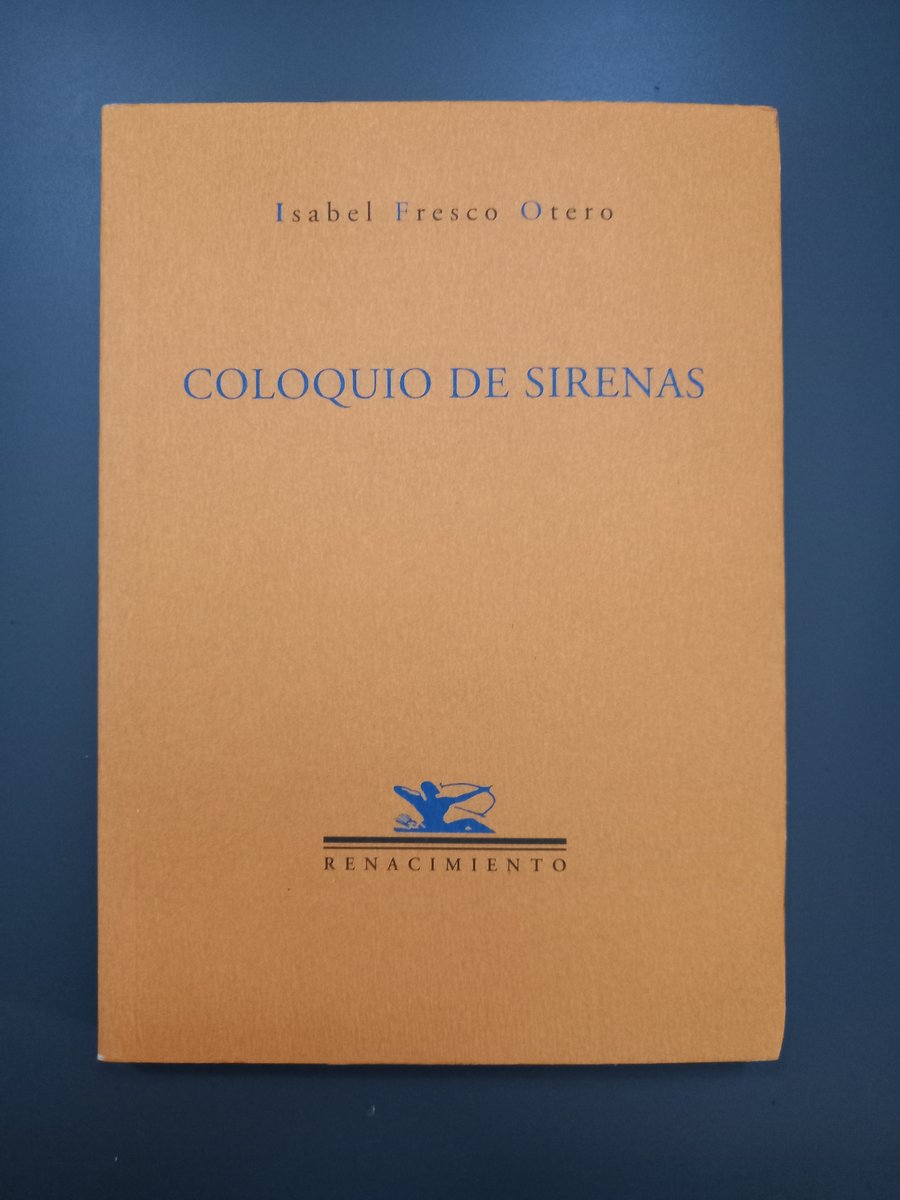 Isabel Fresco Otero
COLOQUIO DE SIRENAS
RENACIMIENTO